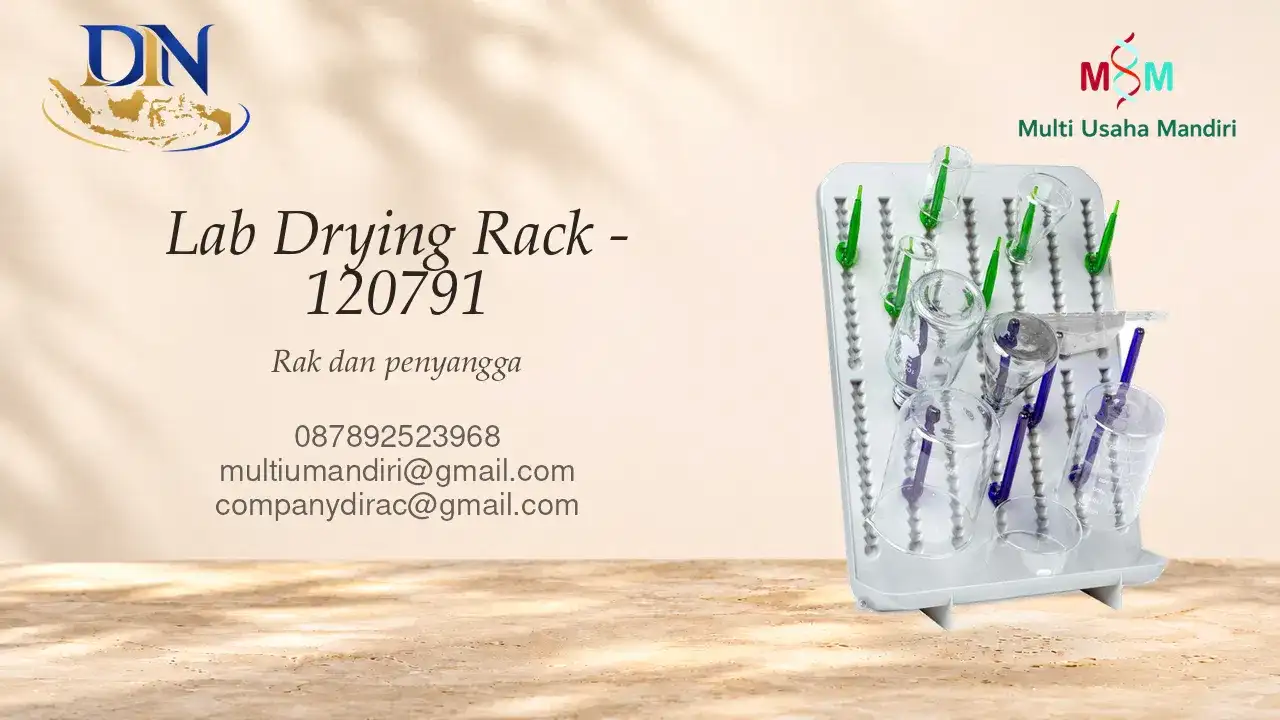 DIN
MSM
Multi Usaha Mandiri
Lab Drying Rack -
120791
Rak dan penyangga
087892523968
multiumandiri@gmail.com
companydirac@gmail.com